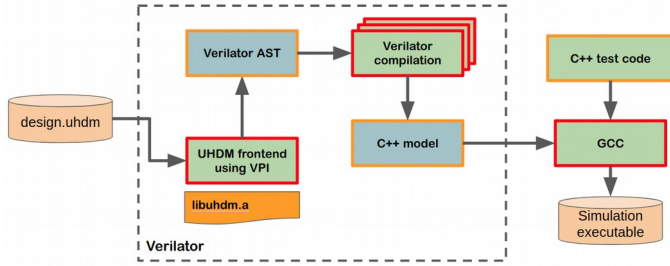 Verilator AST
Verilator
compilation
C++ test code
design.uhdm
UHDM frontend
using VPI
C++ model
GCC
libuhdm.a
Simulation
executable
Verilator